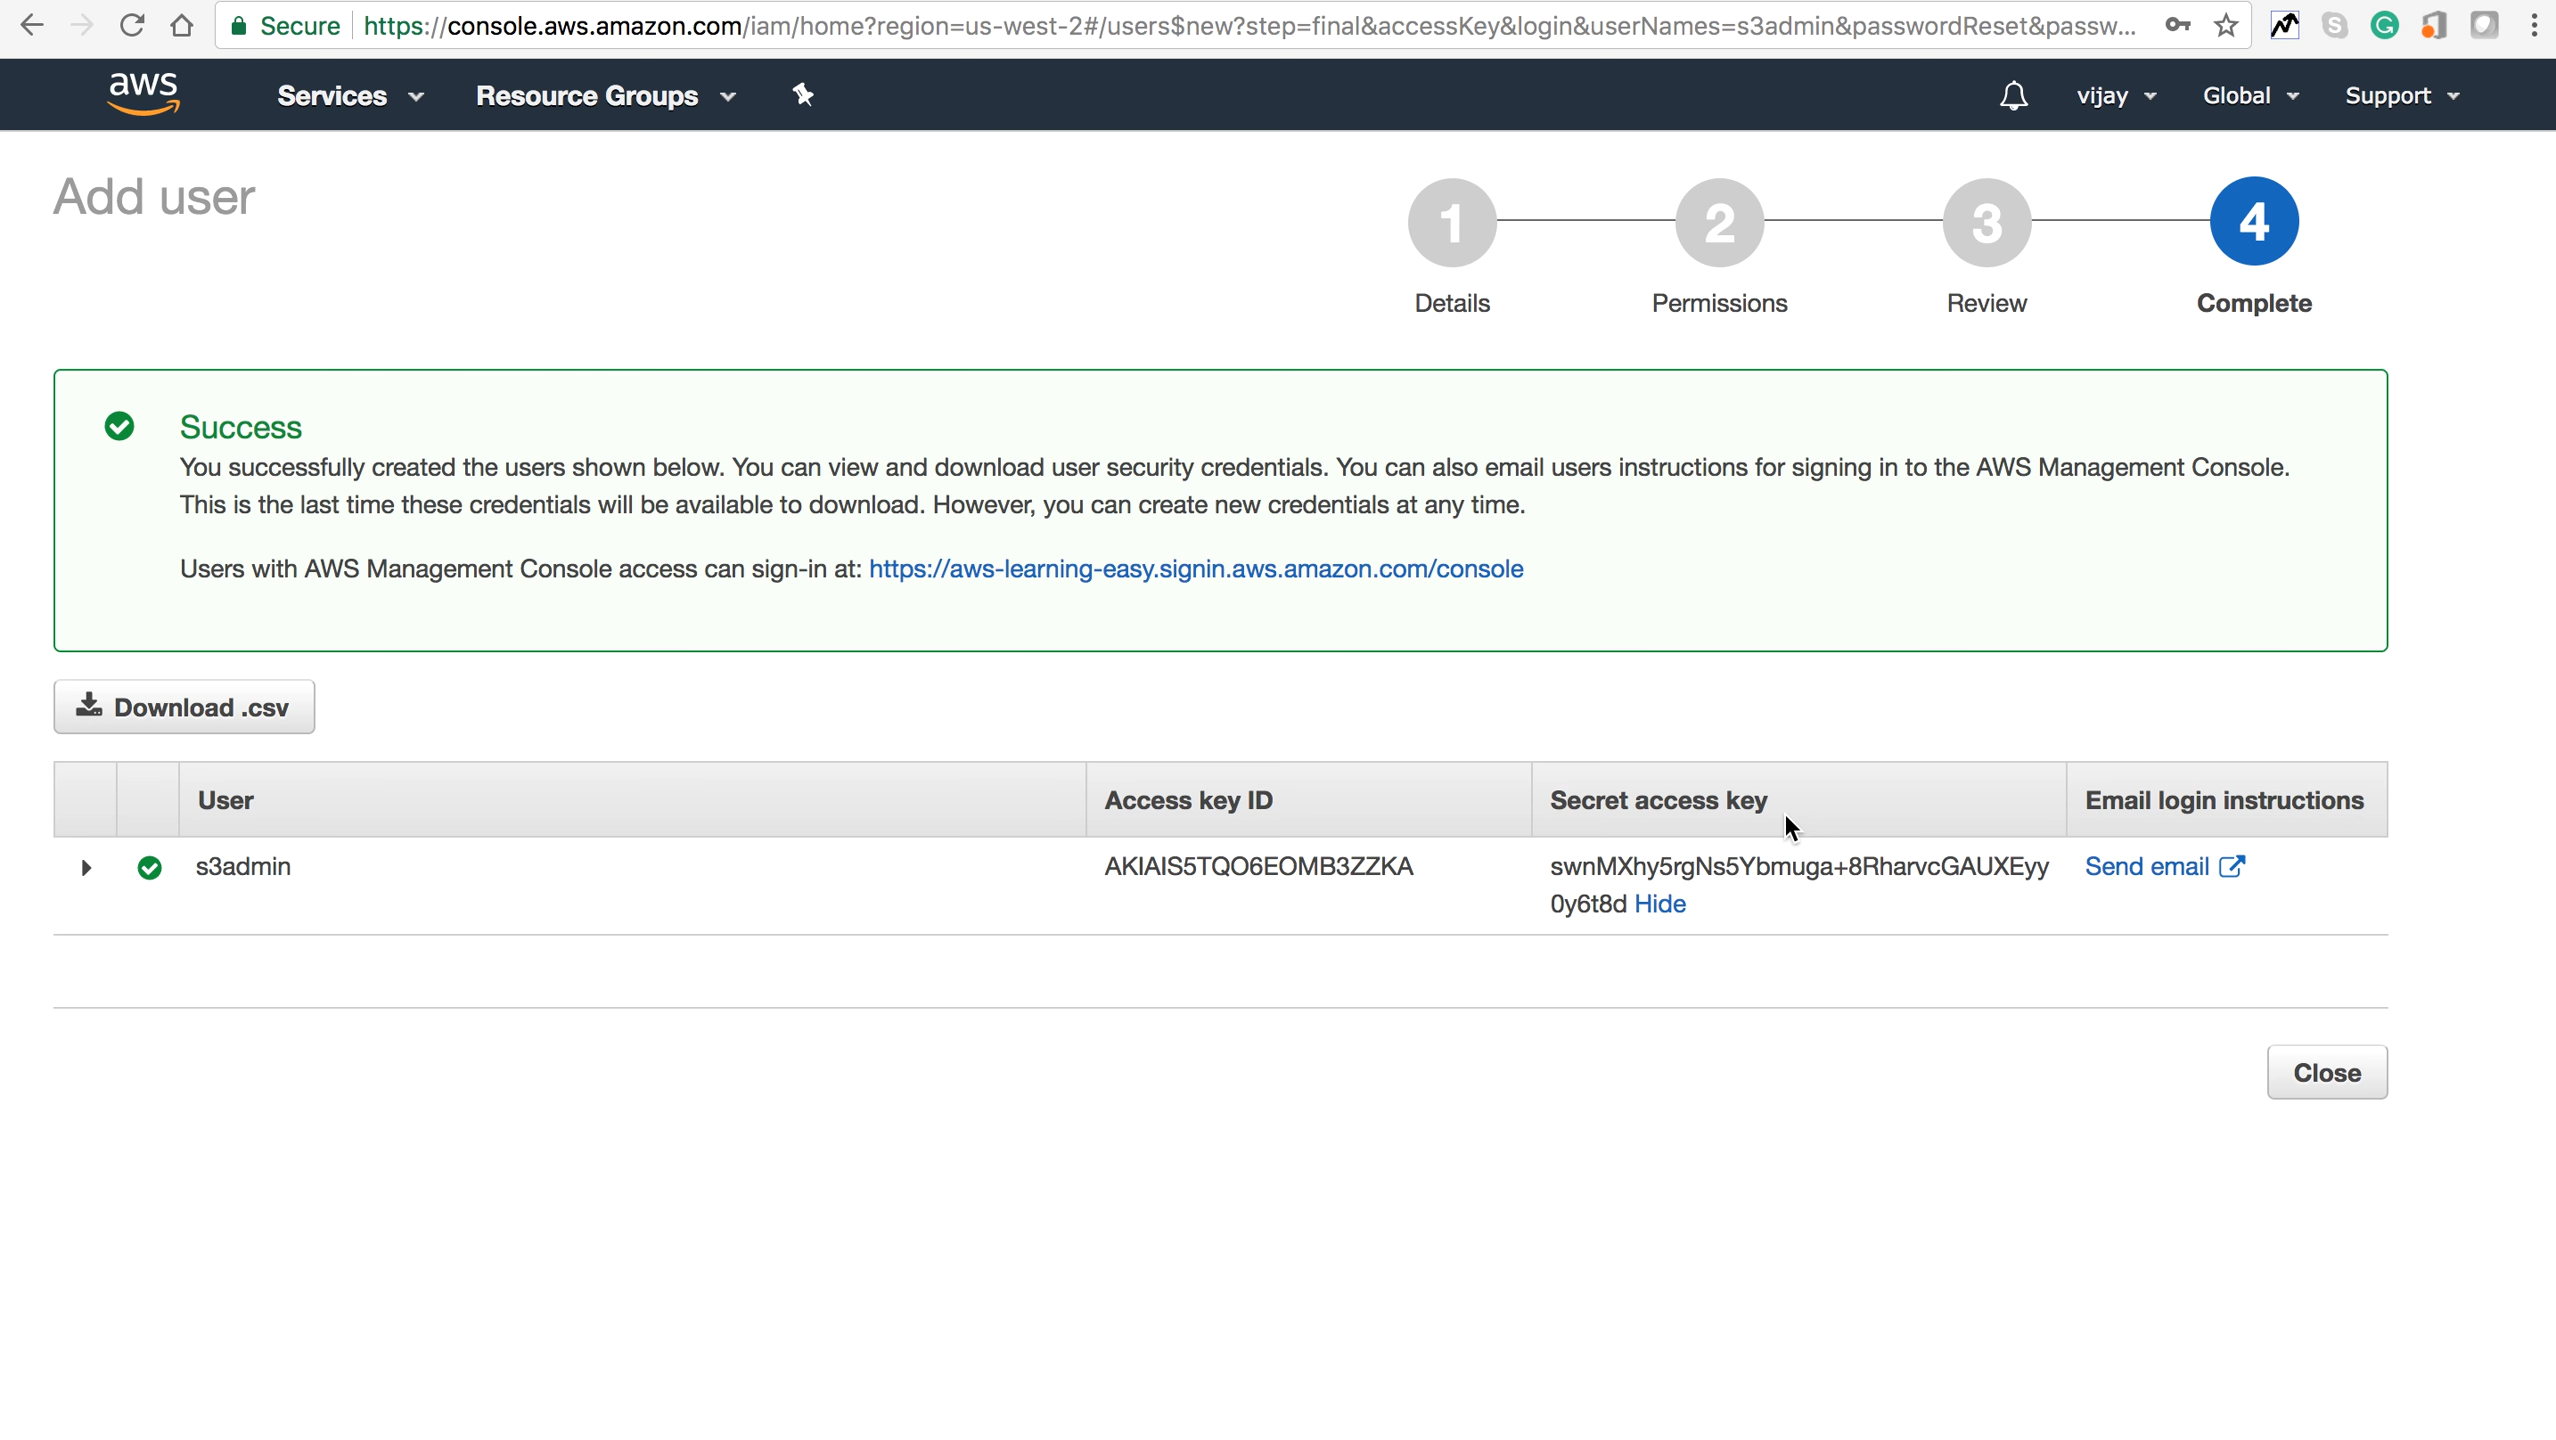 Secure https://console.aws.amazon.com/iam/home?region=us-west-2#/users$new?step=final&accessKey&login&userNames=s3admin&passwordReset&passw...
aws Services Resource Groups vijay Global Support
Add user
1 2 3 4
Details Permissions Review Complete
Success
You successfully created the users shown below. You can view and download user security credentials. You can also email users instructions for signing in to the AWS Management Console.
This is the last time these credentials will be available to download. However, you can create new credentials at any time.
Users with AWS Management Console access can sign-in at: https://aws-learning-easy.signin.aws.amazon.com/console
Download .csv
User Access key ID Secret access key Email login instructions
s3admin AKIAIS5TQO6EOMB3ZZKA swnMXhy5rgNs5Ybmuga+8RharvcGAUXEyy Send email
0y6t8d Hide
Close